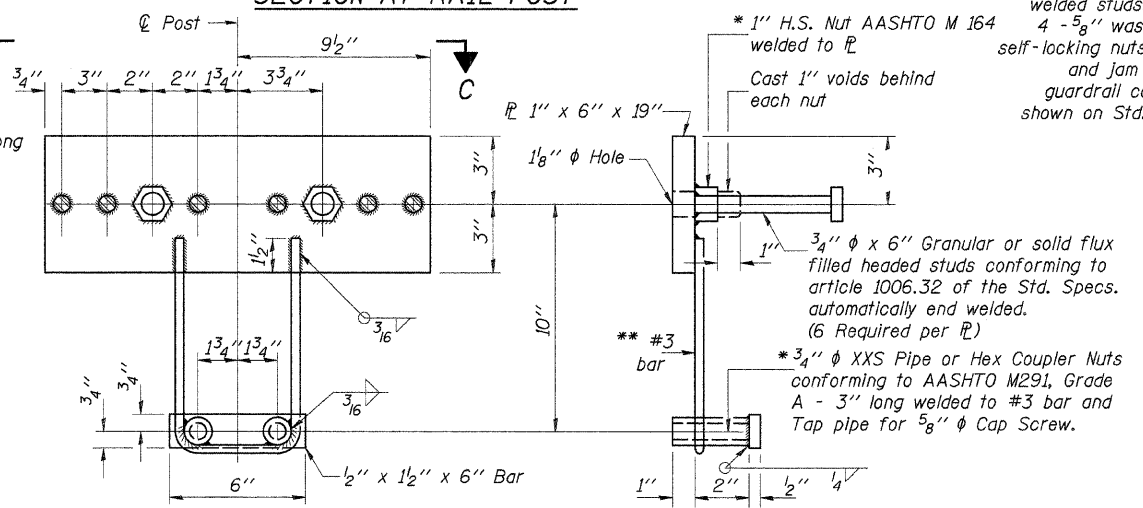 SECTION AT RAIL POST
℄ Post
9½"
C
¾"
3"
2"
2"
1¾"
3¾"
ong
3"
3"
1½"
3/16
10"
1¾"
1¾"
¾"
¾"
3/16
6"
½" x 1½" x 6" Bar
* 1" H.S. Nut AASHTO M 164
welded to ⅊
Cast 1" voids behind
each nut
welded studs
4 - ⅝" was
self-locking nuts
and jam
guardrail co
shown on Std.
⅊ 1" x 6" x 19"
1⅛" ϕ Hole
3"
1"
¾" ϕ x 6" Granular or solid flux
filled headed studs conforming to
article 1006.32 of the Std. Specs.
automatically end welded.
(6 Required per ⅊)
** #3
bar
* ¾" ϕ XXS Pipe or Hex Coupler Nuts
conforming to AASHTO M291, Grade
A - 3" long welded to #3 bar and
Tap pipe for ⅝" ϕ Cap Screw.
1"
2"
½"
¼